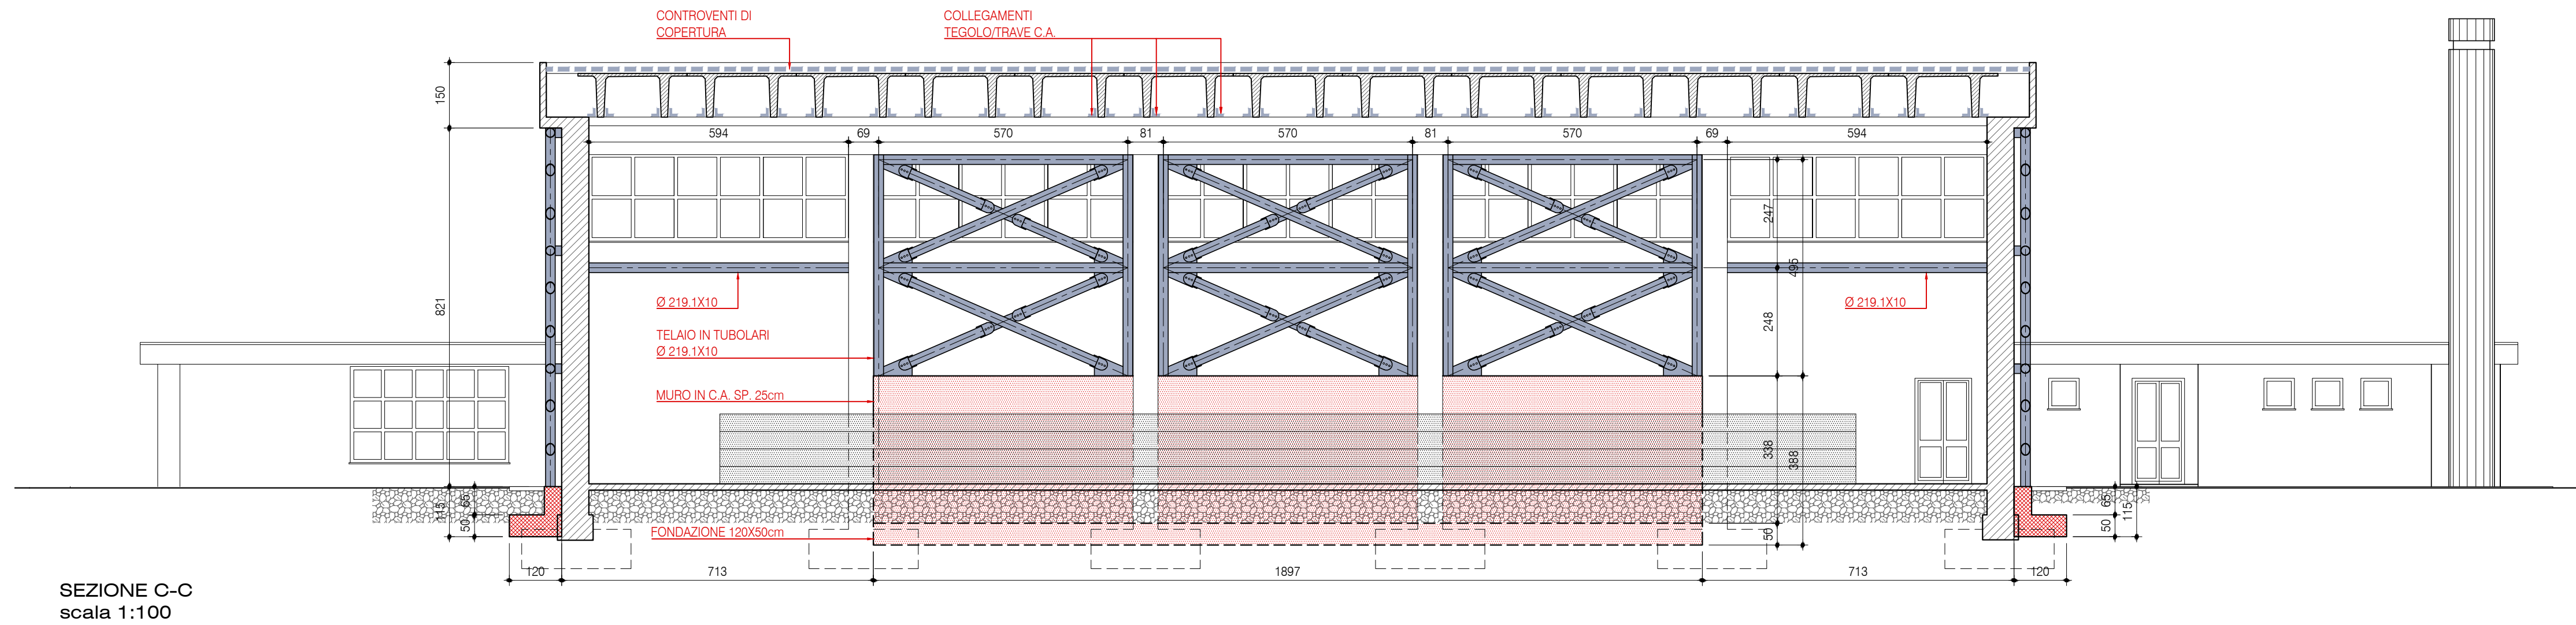 CONTROVENTI DI
COPERTURA
COLLEGAMENTI
TEGOLO/TRAVE C.A.
150
594
69
570
81
570
81
570
69
594
821
247
495
248
Ø 219.1X10
Ø 219.1X10
TELAIO IN TUBOLARI
Ø 219.1X10
MURO IN C.A. SP. 25cm
338
388
115
65
50
65
50
115
50
FONDAZIONE 120X50cm
120
713
1897
713
120
SEZIONE C-C
scala 1:100